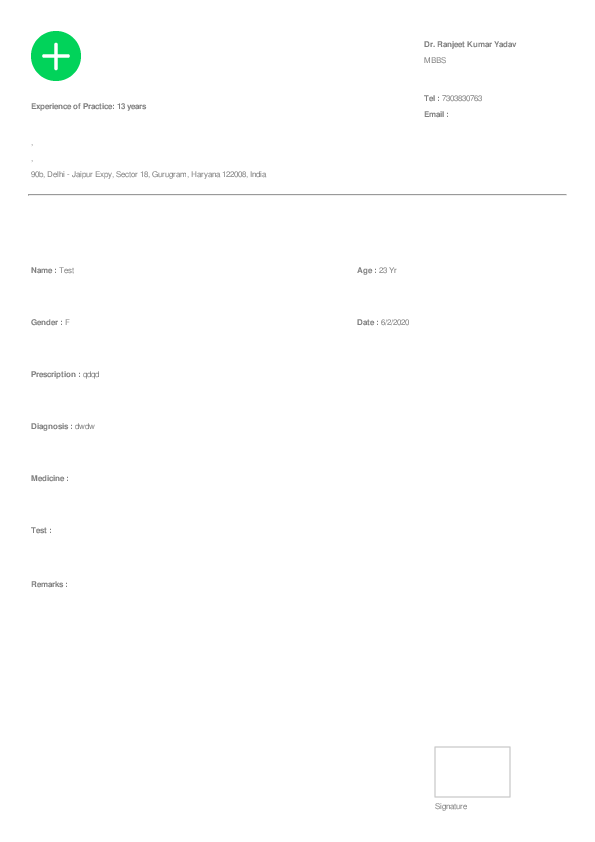 Dr. Ranjeet Kumar Yadav
MBBS
Tel : 7303830763
Email :
Experience of Practice: 13 years
,
,
90b, Delhi - Jaipur Expy, Sector 18, Gurugram, Haryana 122008, India
Name : Test
Age : 23 Yr
Gender : F
Date : 6/2/2020
Prescription : qdqd
Diagnosis : dwdw
Medicine :
Test :
Remarks :
Signature